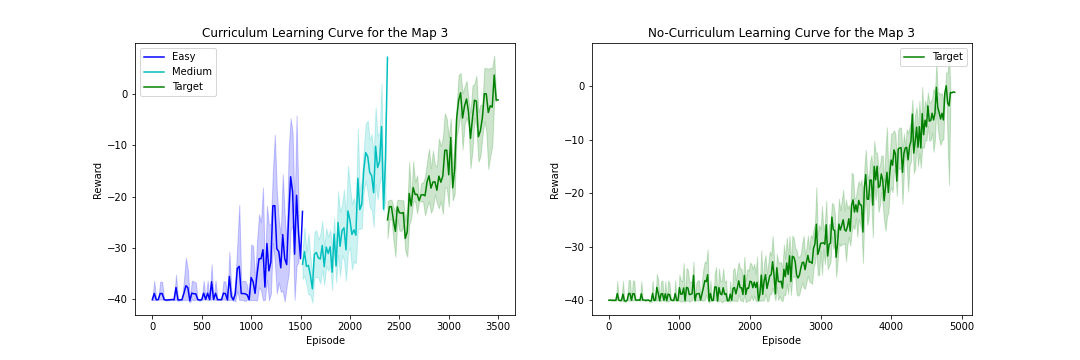 Curriculum Learning Curve for the Map 3
Easy
Medium
Target
Reward
0
−10
−20
−30
−40
0
500
1000
1500
2000
2500
3000
3500
Episode
No-Curriculum Learning Curve for the Map 3
Target
Reward
0
−10
−20
−30
−40
0
1000
2000
3000
4000
5000
Episode